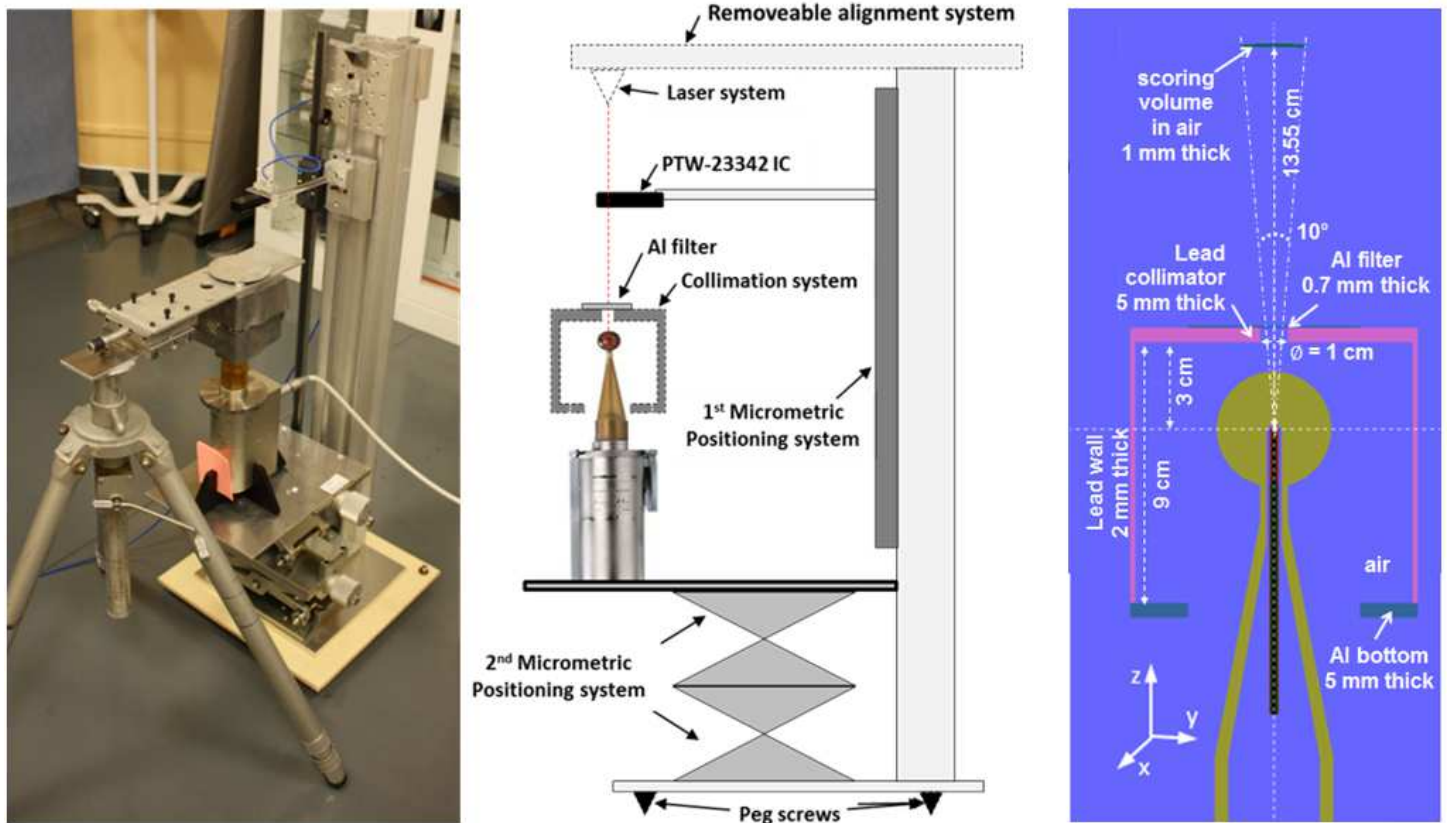 Removeable alignment system
Laser system
PTW-23342 IC
Al filter
Collimation system
1st Micrometric
Positioning system
2nd Micrometric
Positioning system
Peg screws
scoring
volume
in air
1 mm thick
13.55 cm
10°
Lead
collimator
5 mm thick
Al filter
0.7 mm thick
Ø = 1 cm
3 cm
Lead wall
2 mm thick
9 cm
air
Al bottom
5 mm thick
z
y
x